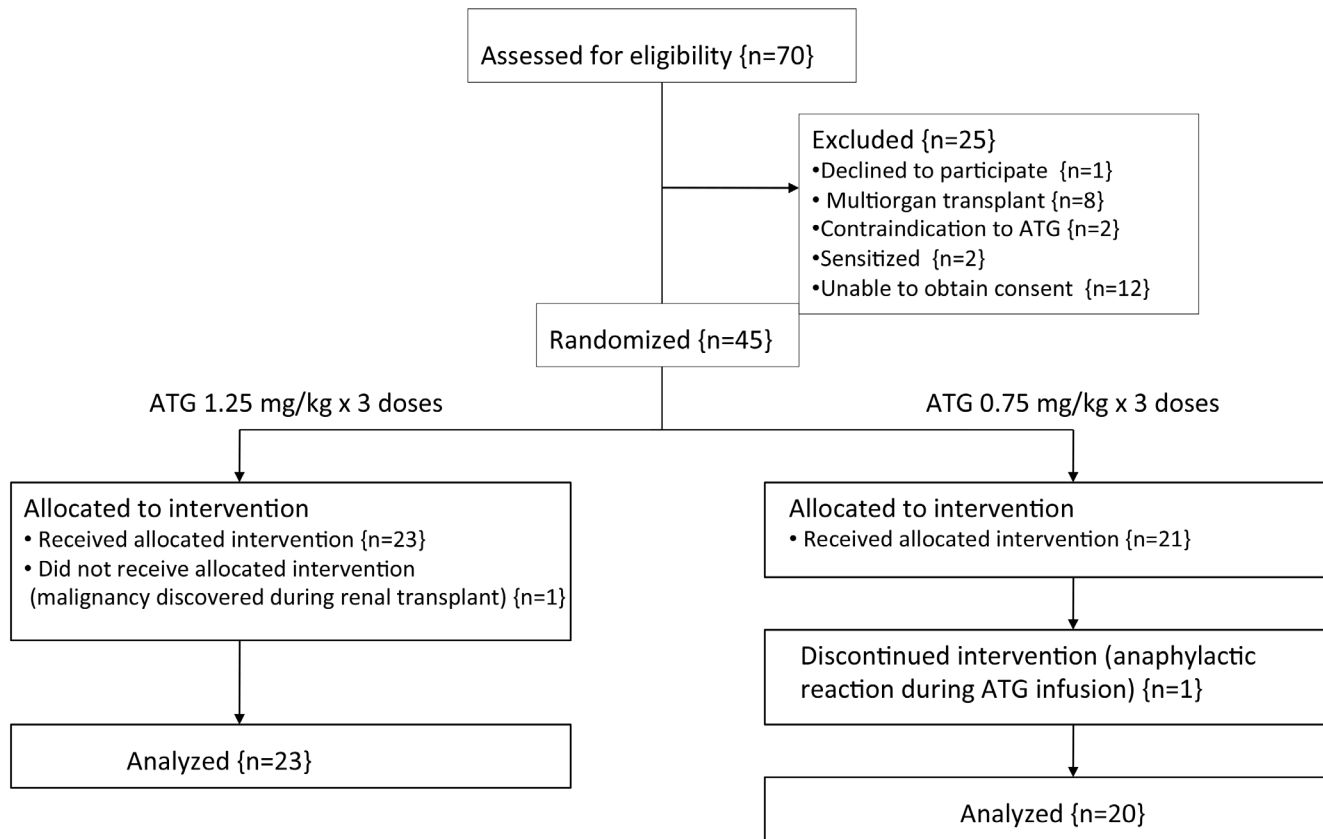 Assessed for eligibility {n=70}
Excluded {n=25}
•Declined to participate {n=1}
• Multiorgan transplant {n=8}
•Contraindication to ATG {n=2}
•Sensitized {n=2}
•Unable to obtain consent {n=12}
Randomized {n=45}
ATG 1.25 mg/kg x 3 doses
ATG 0.75 mg/kg x 3 doses
Allocated to intervention
• Received allocated intervention {n=23}
• Did not receive allocated intervention
(malignancy discovered during renal transplant) {n=1}
Analyzed {n=23}
Allocated to intervention
• Received allocated intervention {n=21}
Discontinued intervention (anaphylactic
reaction during ATG infusion) {n=1}
Analyzed {n=20}